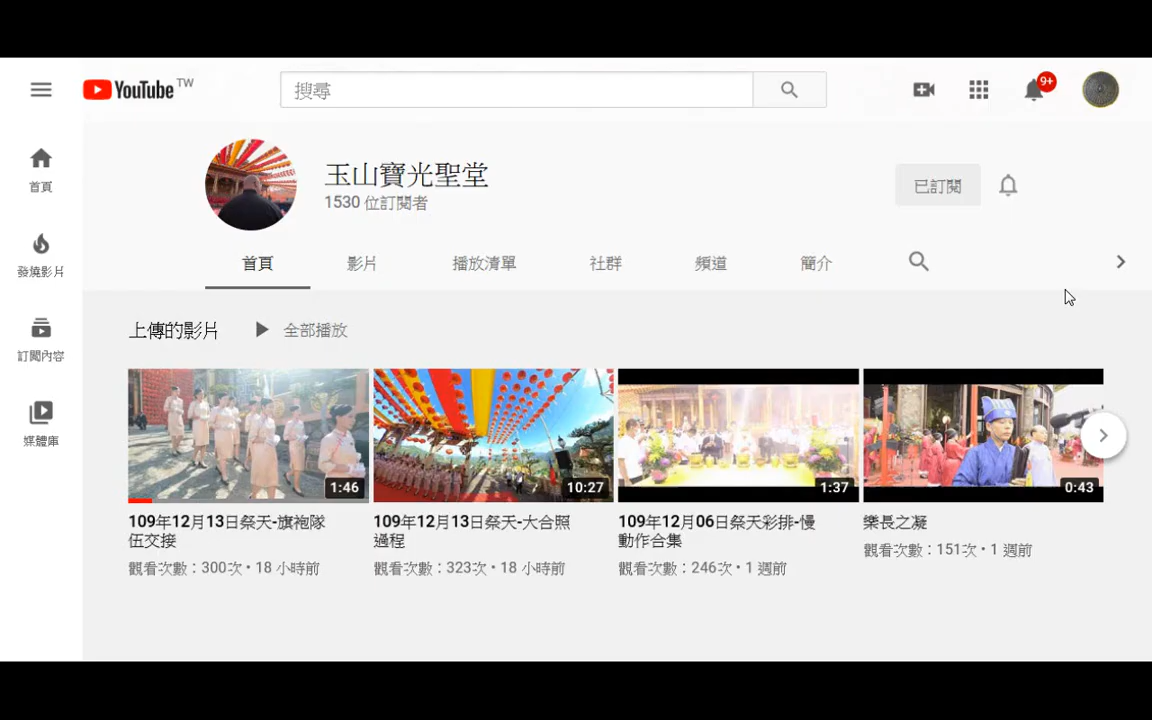 YouTube TW
搜尋
9+
首頁
發燒影片
訂閱內容
媒體庫
玉山寶光聖堂
1530 位訂閱者
已訂閱
首頁 影片 播放清單 社群 頻道 簡介
上傳的影片 全部播放
1:46
10:27
1:37
0:43
109年12月13日祭天-旗袍隊
伍交接
觀看次數：300次 • 18 小時前
109年12月13日祭天-大合照
過程
觀看次數：323次 • 18 小時前
109年12月06日祭天彩排-慢
動作合集
觀看次數：246次 • 1 週前
樂長之凝
觀看次數：151次 • 1 週前